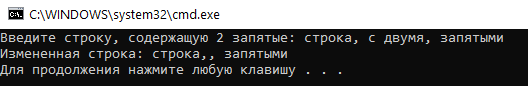 C:\WINDOWS\system32\cmd.exe
Введите строку, содержащую 2 запятые: строка, с двумя, запятыми
Измененная строка: строка,, запятыми
Для продолжения нажмите любую клавишу . . .